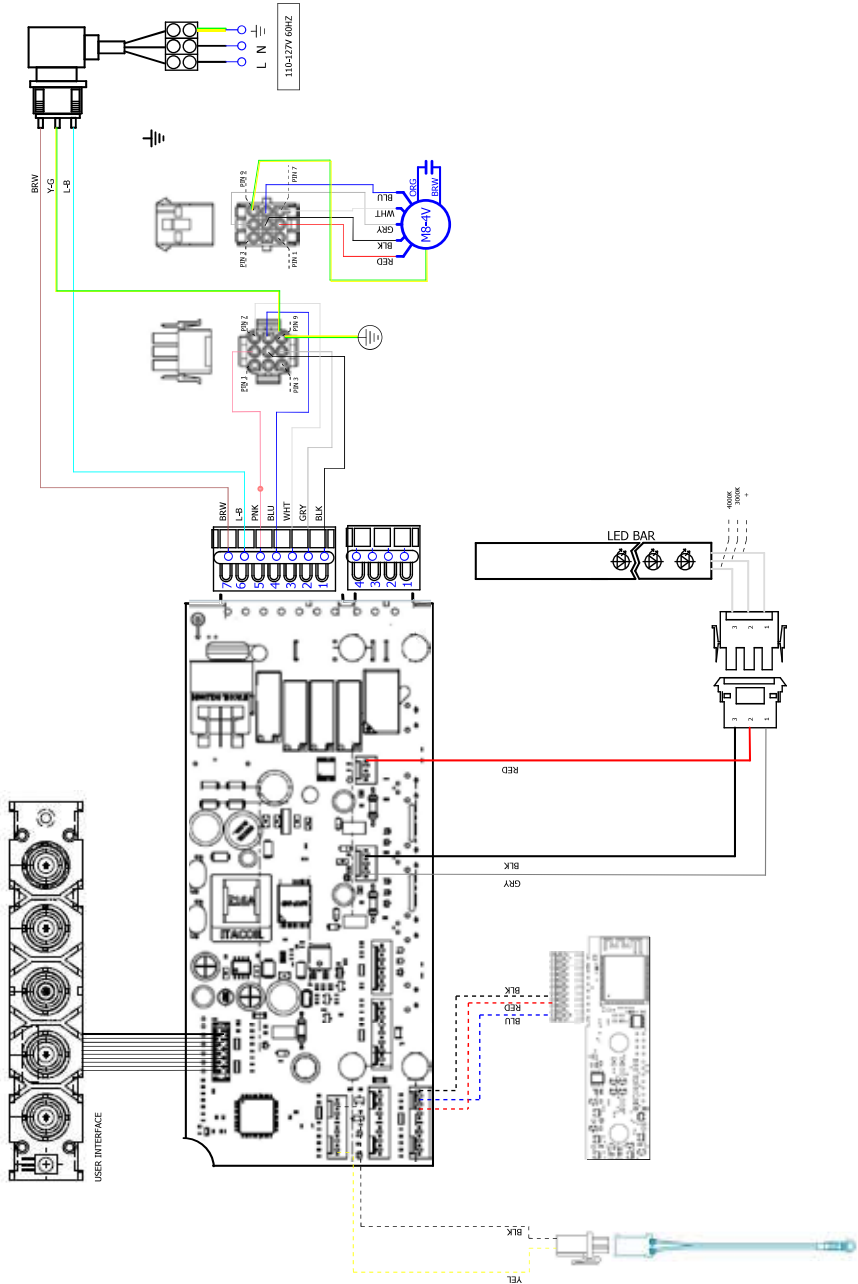 110-127V 60HZ
L N
BRW
Y-G
L-B
PIN 9
PIN 7
PIN 3
PIN 1
BLU
WHT
GRY
BLK
RED
ORG
BRW
M8-4V
PIN 7
PIN 9
PIN 1
PIN 3
BRW
L-B
PNK
BLU
WHT
GRY
BLK
7 6 5 4 3 2 1
4 3 2 1
LED BAR
4000K
3000K
+
3 2 1
3 2 1
RED
BLK
GRY
ITACOIL
USER INTERFACE
BLK
RED
BLU
BLK
YEL